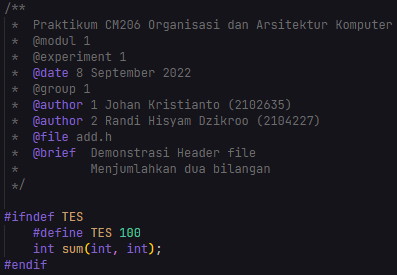 /**
 *  Praktikum CM206 Organisasi dan Arsitektur Komputer
 *  @modul 1
 *  @experiment 1
 *  @date 8 September 2022
 *  @group 1
 *  @author 1 Johan Kristianto (2102635)
 *  @author 2 Randi Hisyam Dzikroo (2104227)
 *  @file add.h
 *  @brief  Demonstrasi Header file
 *          Menjumlahkan dua bilangan
 */
#ifndef TES
    #define TES 100
    int sum(int, int);
#endif